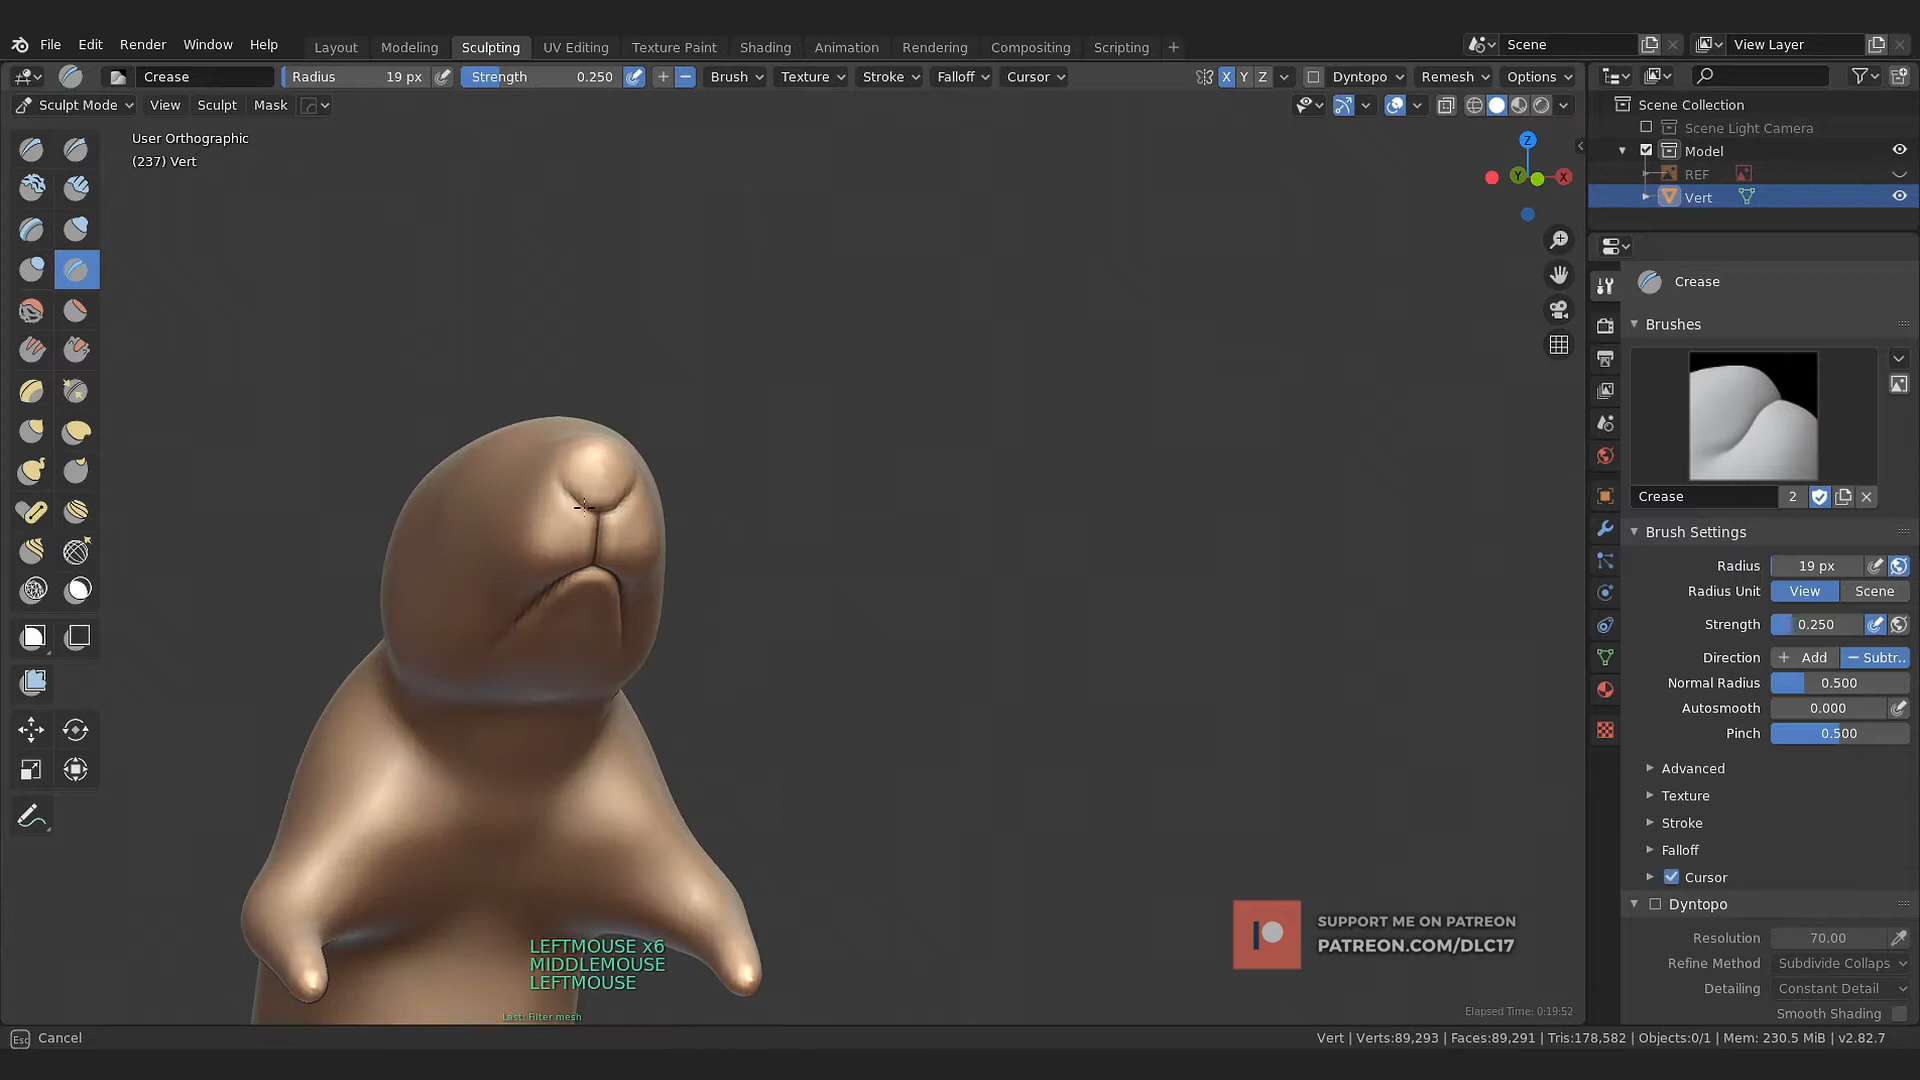 File Edit Render Window Help Layout Modeling Sculpting UV Editing Texture Paint Shading Animation Rendering Compositing Scripting + Scene View Layer
Crease Radius 19 px Strength 0.250 Brush Texture Stroke Falloff Cursor X Y Z Dyntopo Remesh Options
Sculpt Mode View Sculpt Mask
User Orthographic
(237) Vert
Z
Y X
Scene Collection
Scene Light Camera
Model
REF
Vert
Crease
Brushes
Crease 2
Brush Settings
Radius 19 px
Radius Unit View Scene
Strength 0.250
Direction + Add − Subtr..
Normal Radius 0.500
Autosmooth 0.000
Pinch 0.500
Advanced
Texture
Stroke
Falloff
Cursor
Dyntopo
Resolution 70.00
Refine Method Subdivide Collaps
Detailing Constant Detail
Smooth Shading
LEFTMOUSE x6
MIDDLEMOUSE
LEFTMOUSE
Last: Filter mesh
SUPPORT ME ON PATREON
PATREON.COM/DLC17
Elapsed Time: 0:19:52
Esc Cancel
Vert | Verts:89,293 | Faces:89,291 | Tris:178,582 | Objects:0/1 | Mem: 230.5 MiB | v2.82.7